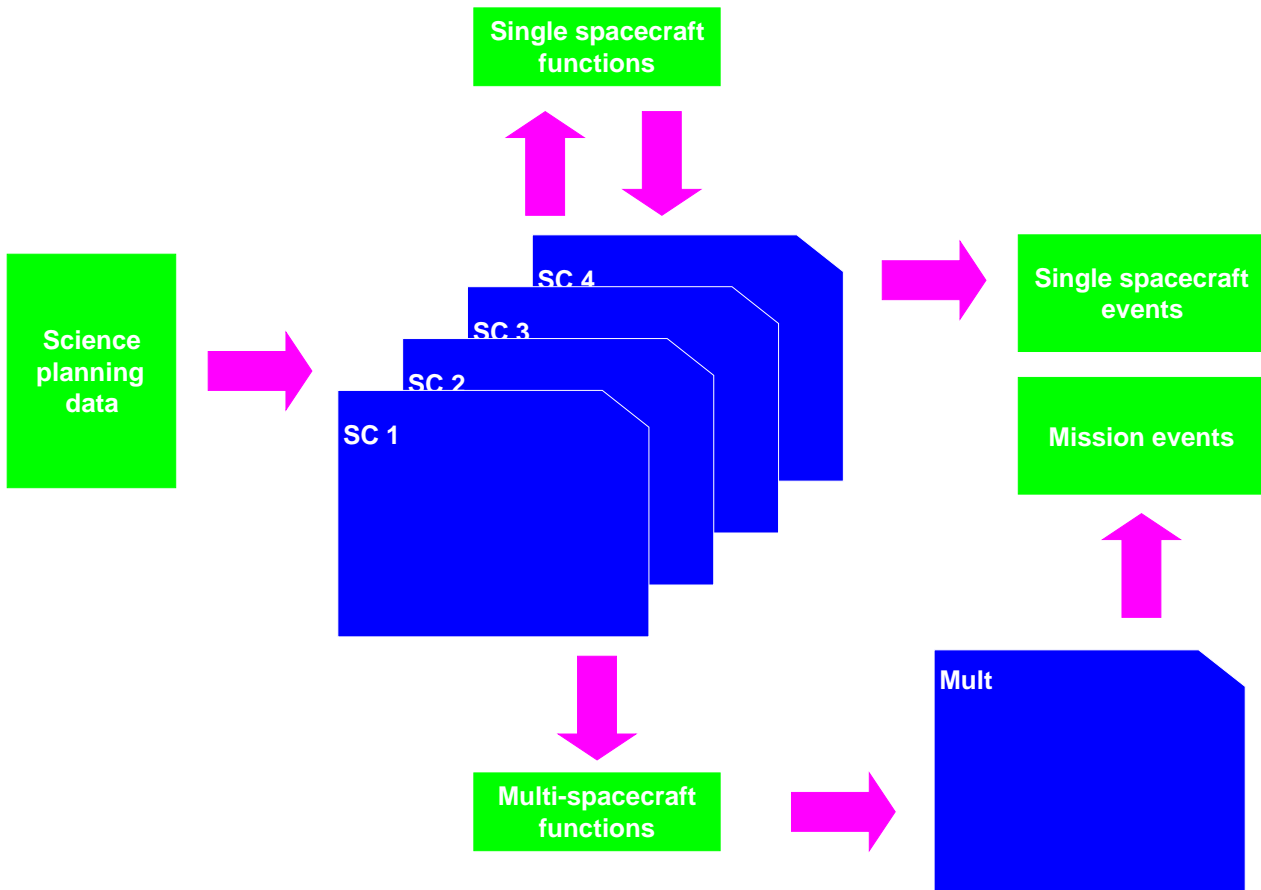 Single spacecraft
functions
SC 4
Single spacecraft
events
Science
planning
data
SC 3
SC 2
SC 1
Mission events
Mult
Multi-spacecraft
functions